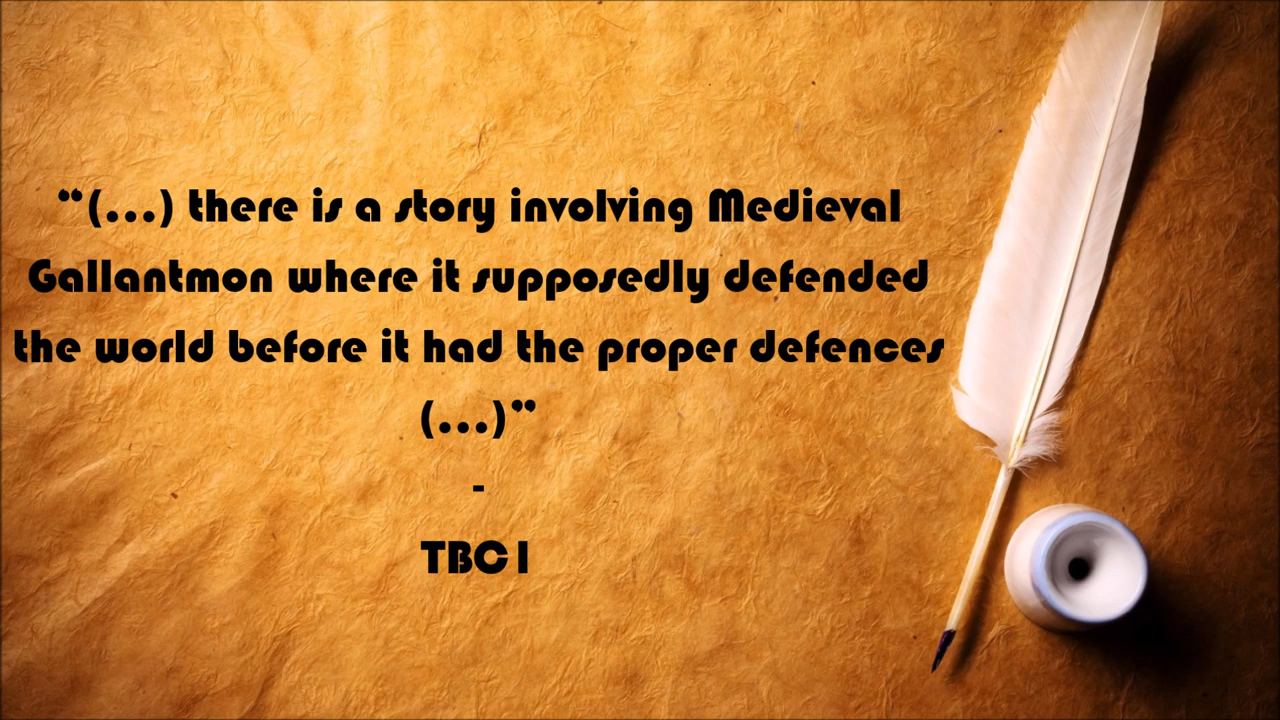 “(...) there is a story involving Medieval
Gallantmon where it supposedly defended
the world before it had the proper defences
(...)”
-
TBC1